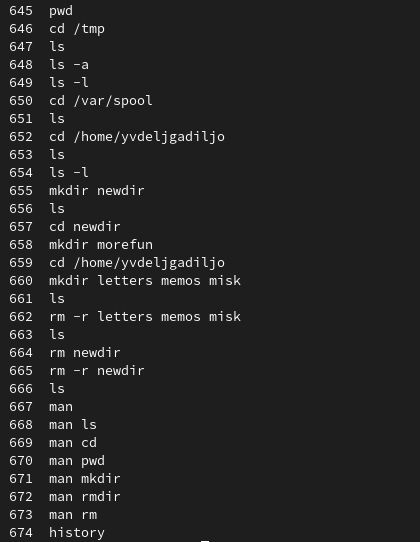 645 pwd
646 cd /tmp
647 ls
648 ls -a
649 ls -l
650 cd /var/spool
651 ls
652 cd /home/yvdeljgadiljo
653 ls
654 ls -l
655 mkdir newdir
656 ls
657 cd newdir
658 mkdir morefun
659 cd /home/yvdeljgadiljo
660 mkdir letters memos misk
661 ls
662 rm -r letters memos misk
663 ls
664 rm newdir
665 rm -r newdir
666 ls
667 man
668 man ls
669 man cd
670 man pwd
671 man mkdir
672 man rmdir
673 man rm
674 history